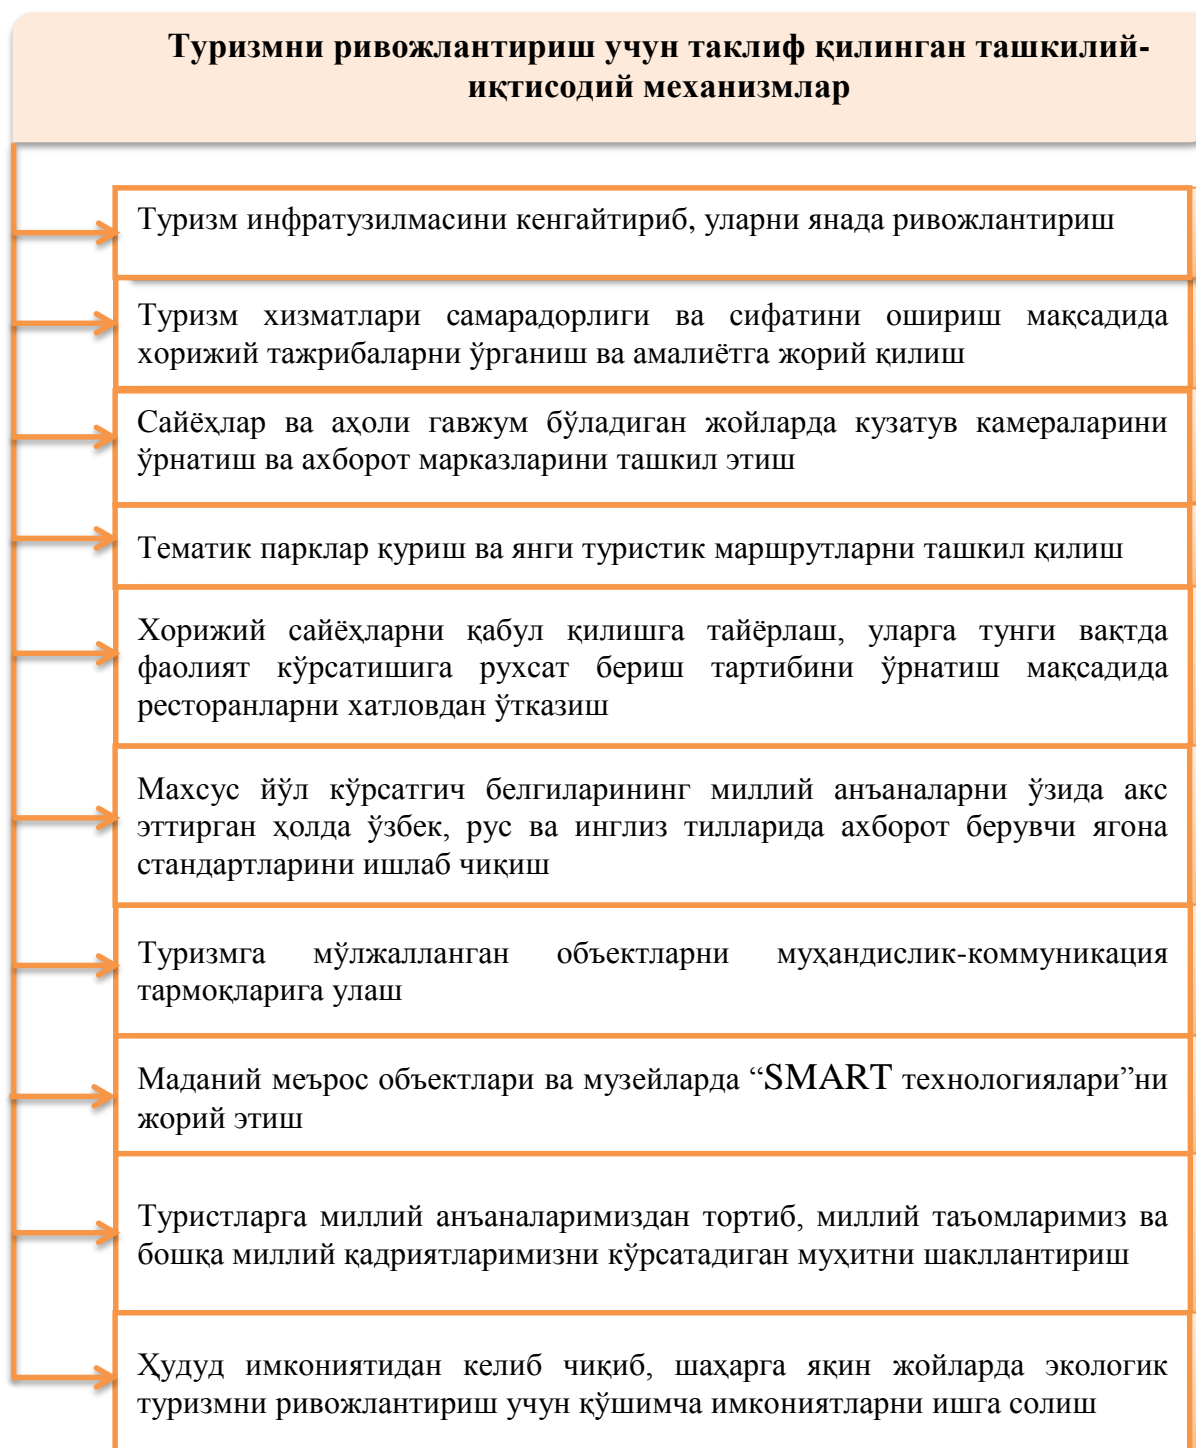 Туризмни ривожлантириш учун таклиф қилинган ташкилий-
иқтисодий механизмлар
Туризм инфратузилмасини кенгайтириб, уларни янада ривожлантириш
Туризм хизматлари самарадорлиги ва сифатини ошириш мақсадида
хорижий тажрибаларни ўрганиш ва амалиётга жорий қилиш
Сайёҳлар ва аҳоли гавжум бўладиган жойларда кузатув камераларини
ўрнатиш ва ахборот марказларини ташкил этиш
Тематик парклар қуриш ва янги туристик маршрутларни ташкил қилиш
Хорижий сайёҳларни қабул қилишга тайёрлаш, уларга тунги вақтда
фаолият кўрсатишига рухсат бериш тартибини ўрнатиш мақсадида
ресторанларни хатловдан ўтказиш
Махсус йўл кўрсатгич белгиларининг миллий анъаналарни ўзида акс
эттирган ҳолда ўзбек, рус ва инглиз тилларида ахборот берувчи ягона
стандартларини ишлаб чиқиш
Туризмга мўлжалланган объектларни муҳандислик-коммуникация
тармоқларига улаш
Маданий меърос объектлари ва музейларда “SMART технологиялари”ни
жорий этиш
Туристларга миллий анъаналаримиздан тортиб, миллий таъомларимиз ва
бошқа миллий қадриятларимизни кўрсатадиган муҳитни шакллантириш
Ҳудуд имкониятидан келиб чиқиб, шаҳарга яқин жойларда экологик
туризмни ривожлантириш учун қўшимча имкониятларни ишга солиш